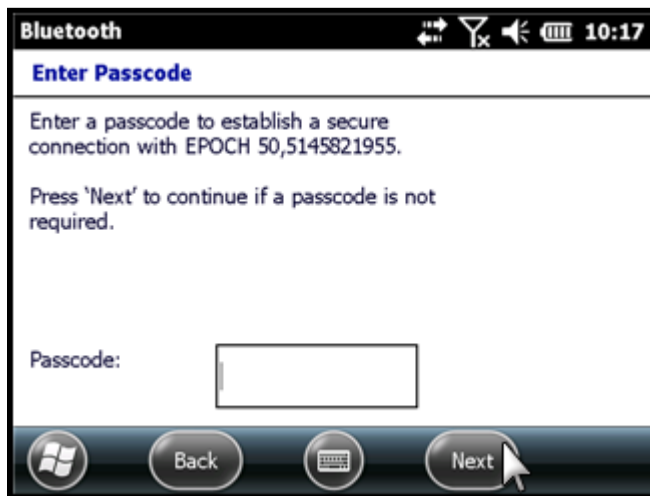 Bluetooth 10:17
Enter Passcode
Enter a passcode to establish a secure
connection with EPOCH 50,5145821955.
Press `Next' to continue if a passcode is not
required.
Passcode:
Back Next